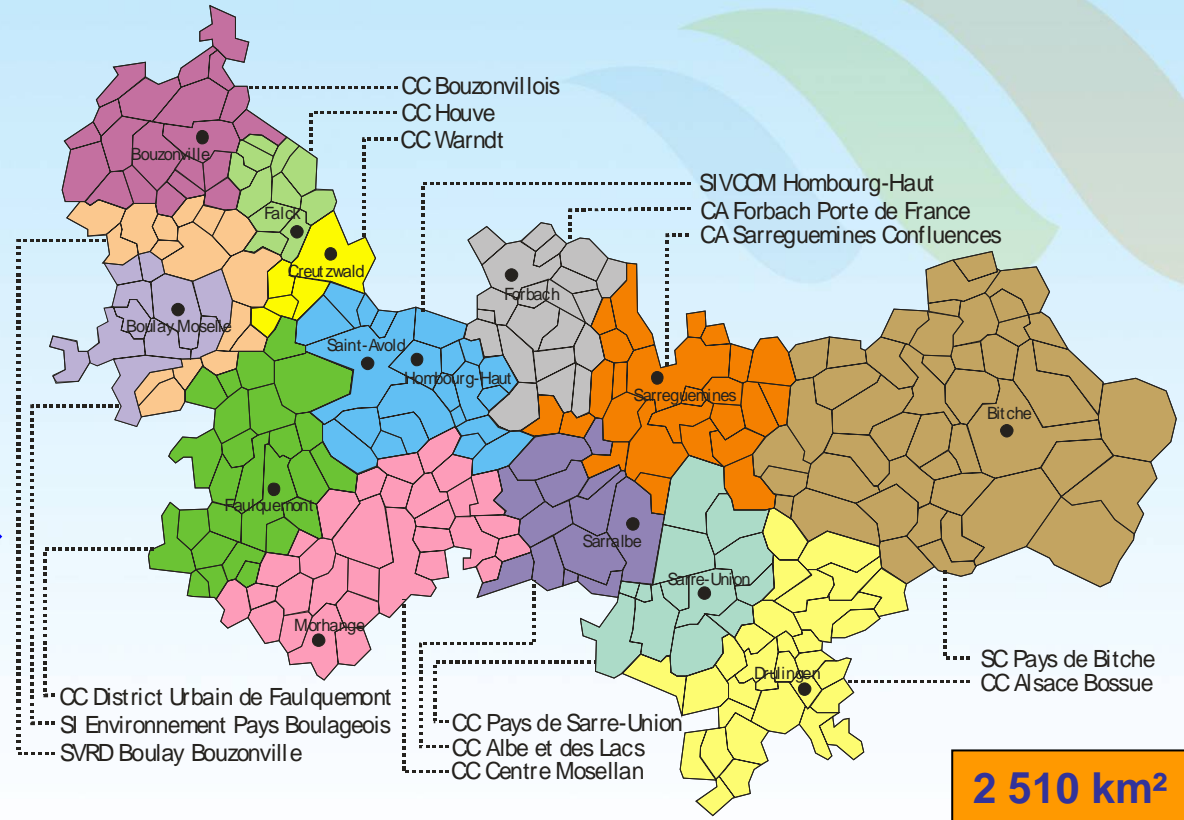 CC Bouzonvillois
CC Houve
CC Warndt
SIVCOM Hombourg-Haut
CA Forbach Porte de France
CA Sarreguemines Confluences
Bouzonville
Falck
Creutzwald
Boulay Moselle
Forbach
Saint-Avold
Hombourg-Haut
Sarreguemines
Bitche
Faulquemont
Sarralbe
Sarre-Union
Morhange
Drulingen
SC Pays de Bitche
CC Alsace Bossue
CC District Urbain de Faulquemont
SI Environnement Pays Boulageois
SVRD Boulay Bouzonville
CC Pays de Sarre-Union
CC Albe et des Lacs
CC Centre Mosellan
2 510 km²